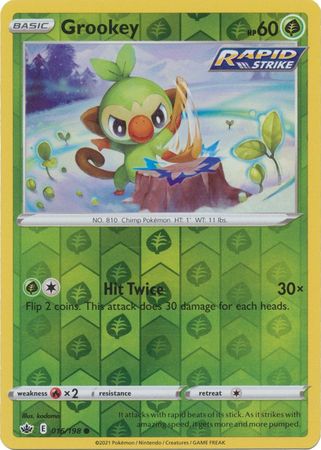 BASIC
Grookey
HP 60
RAPID
STRIKE
NO. 810 Chimp Pokémon. HT: 1' WT: 11 lbs.
Hit Twice 30×
Flip 2 coins. This attack does 30 damage for each heads.
weakness ×2 resistance retreat
Illus. kodama
It attacks with rapid beats of its stick. As it strikes with
amazing speed, it gets more and more pumped.
E 016/198
©2021 Pokémon / Nintendo / Creatures / GAME FREAK